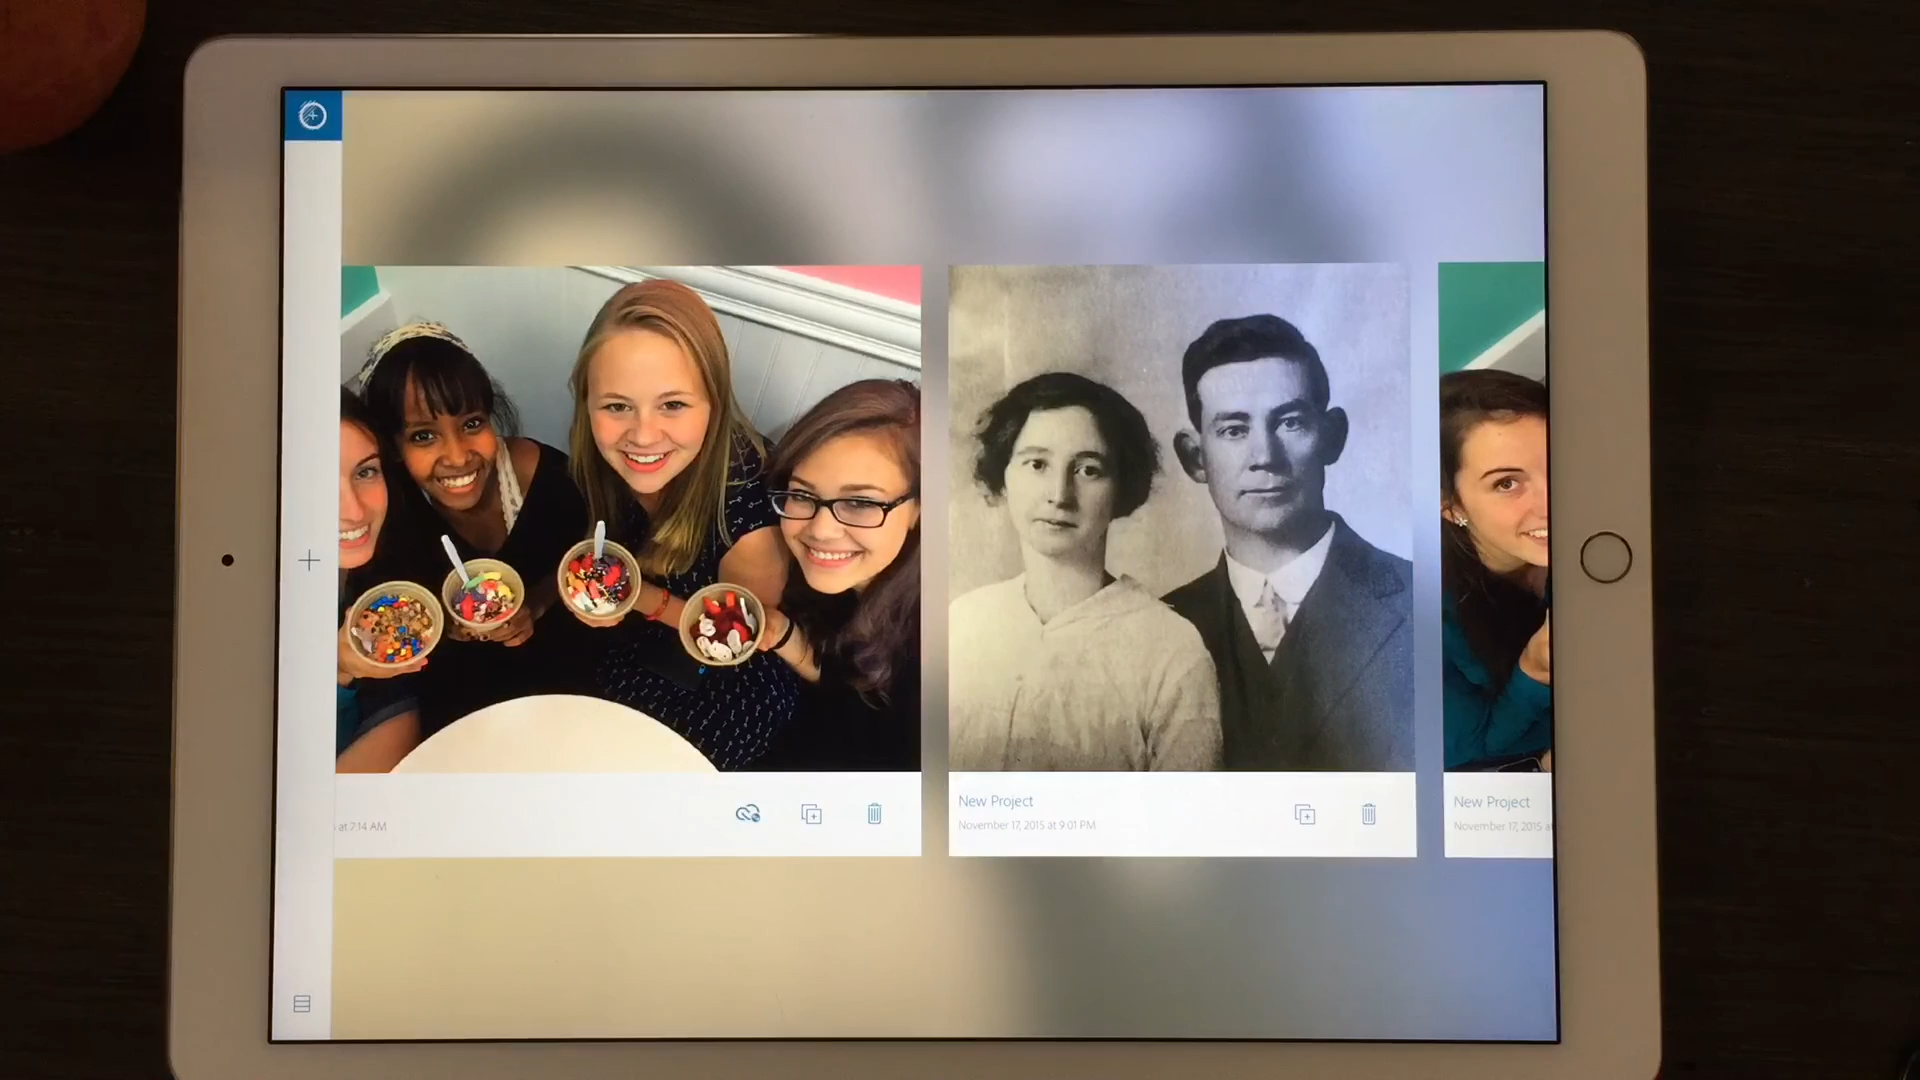 at 7:14 AM
New Project
November 17, 2015 at 9:01 PM
New Project
November 17, 2015 a